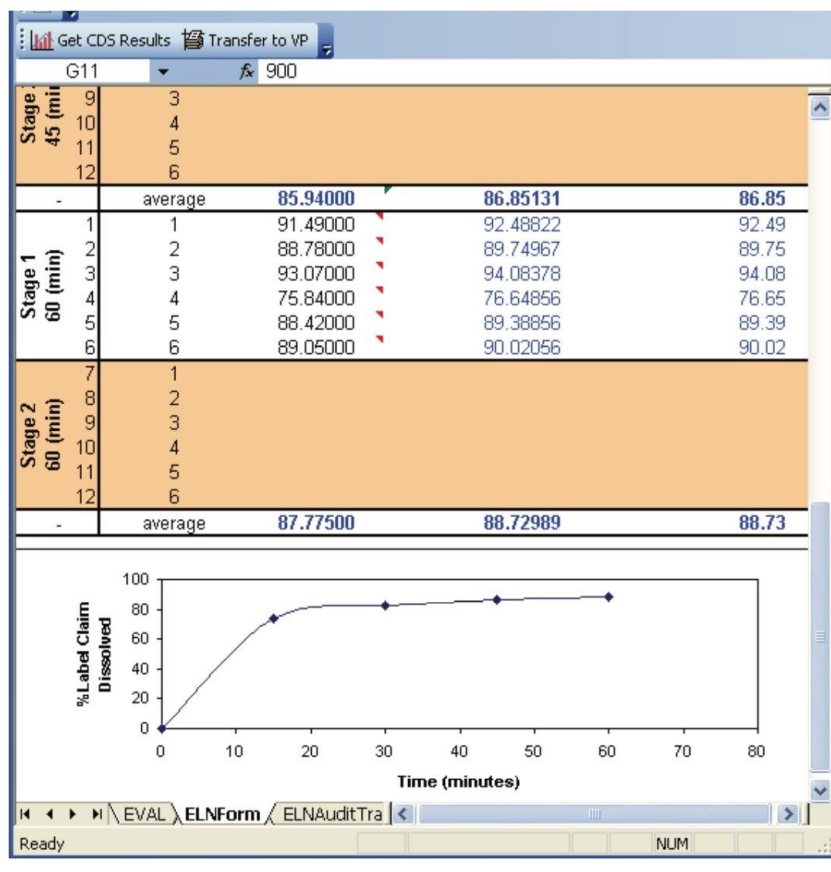 Get CDS Results Transfer to VP
G11 fx 900
Stage
45 (min
9 3
10 4
11 5
12 6
- average 85.94000 86.85131 86.85
Stage 1
60 (min)
1 1 91.49000 92.48822 92.49
2 2 88.78000 89.74967 89.75
3 3 93.07000 94.08378 94.08
4 4 75.84000 76.64856 76.65
5 5 88.42000 89.38856 89.39
6 6 89.05000 90.02056 90.02
Stage 2
60 (min)
7 1
8 2
9 3
10 4
11 5
12 6
- average 87.77500 88.72989 88.73
%Label Claim
Dissolved
100
80
60
40
20
0
0 10 20 30 40 50 60 70 80
Time (minutes)
EVAL ELNForm ELNAuditTra
Ready NUM